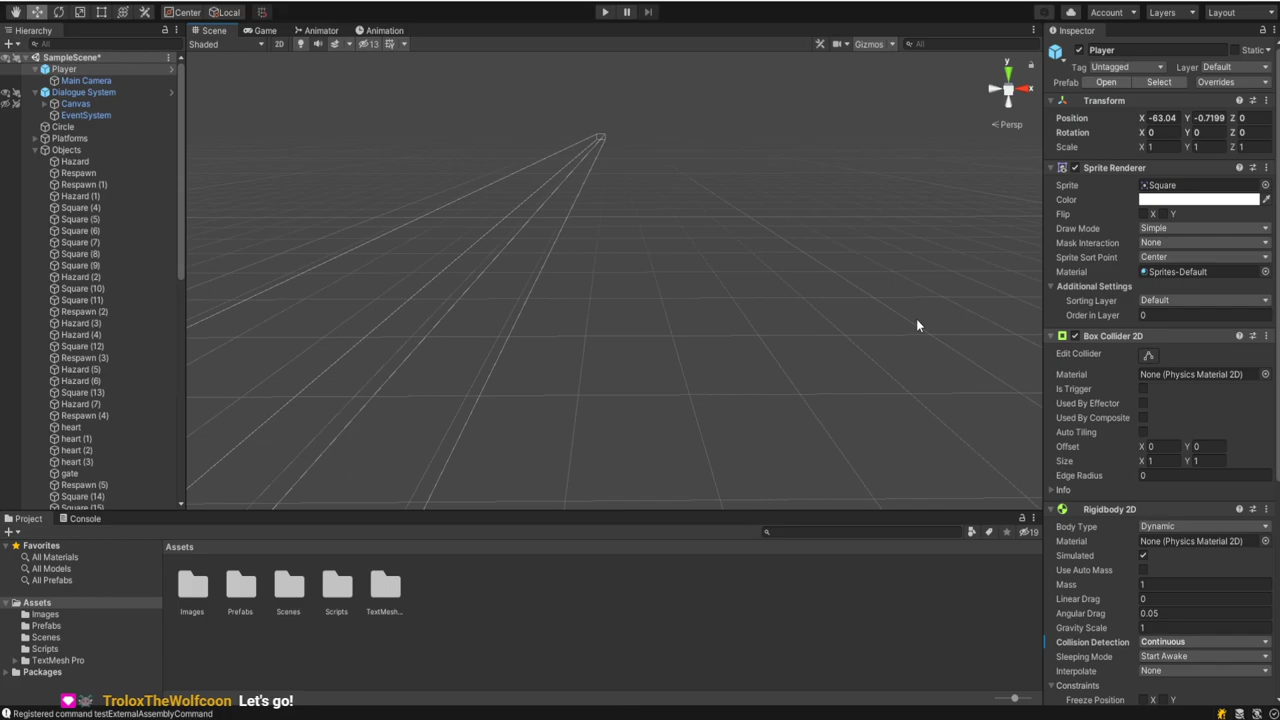 Center Local Account Layers Layout
Hierarchy Scene Game Animator Animation Inspector
All Shaded 2D 13 Gizmos All
SampleScene*
Player
Main Camera
Dialogue System
Canvas
EventSystem
Circle
Platforms
Objects
Hazard
Respawn
Respawn (1)
Hazard (1)
Square (4)
Square (5)
Square (6)
Square (7)
Square (8)
Square (9)
Hazard (2)
Square (10)
Square (11)
Respawn (2)
Hazard (3)
Hazard (4)
Square (12)
Respawn (3)
Hazard (5)
Hazard (6)
Square (13)
Hazard (7)
Respawn (4)
heart
heart (1)
heart (2)
heart (3)
gate
Respawn (5)
Square (14)
Square (15)
y
x
Persp
Player Static
Tag Untagged Layer Default
Prefab Open Select Overrides
Transform
Position X -63.04 Y -0.7199 Z 0
Rotation X 0 Y 0 Z 0
Scale X 1 Y 1 Z 1
Sprite Renderer
Sprite Square
Color
Flip X Y
Draw Mode Simple
Mask Interaction None
Sprite Sort Point Center
Material Sprites-Default
Additional Settings
Sorting Layer Default
Order in Layer 0
Box Collider 2D
Edit Collider
Material None (Physics Material 2D)
Is Trigger
Used By Effector
Used By Composite
Auto Tiling
Offset X 0 Y 0
Size X 1 Y 1
Edge Radius 0
Info
Rigidbody 2D
Body Type Dynamic
Material None (Physics Material 2D)
Simulated
Use Auto Mass
Mass 1
Linear Drag 0
Angular Drag 0.05
Gravity Scale 1
Collision Detection Continuous
Sleeping Mode Start Awake
Interpolate None
Constraints
Freeze Position X Y
Project Console
19
Favorites
All Materials
All Models
All Prefabs
Assets
Images
Prefabs
Scenes
Scripts
TextMesh Pro
Packages
Assets
Images Prefabs Scenes Scripts TextMesh...
TroloxTheWolfcoon Let's go!
Registered command testExternalAssemblyCommand